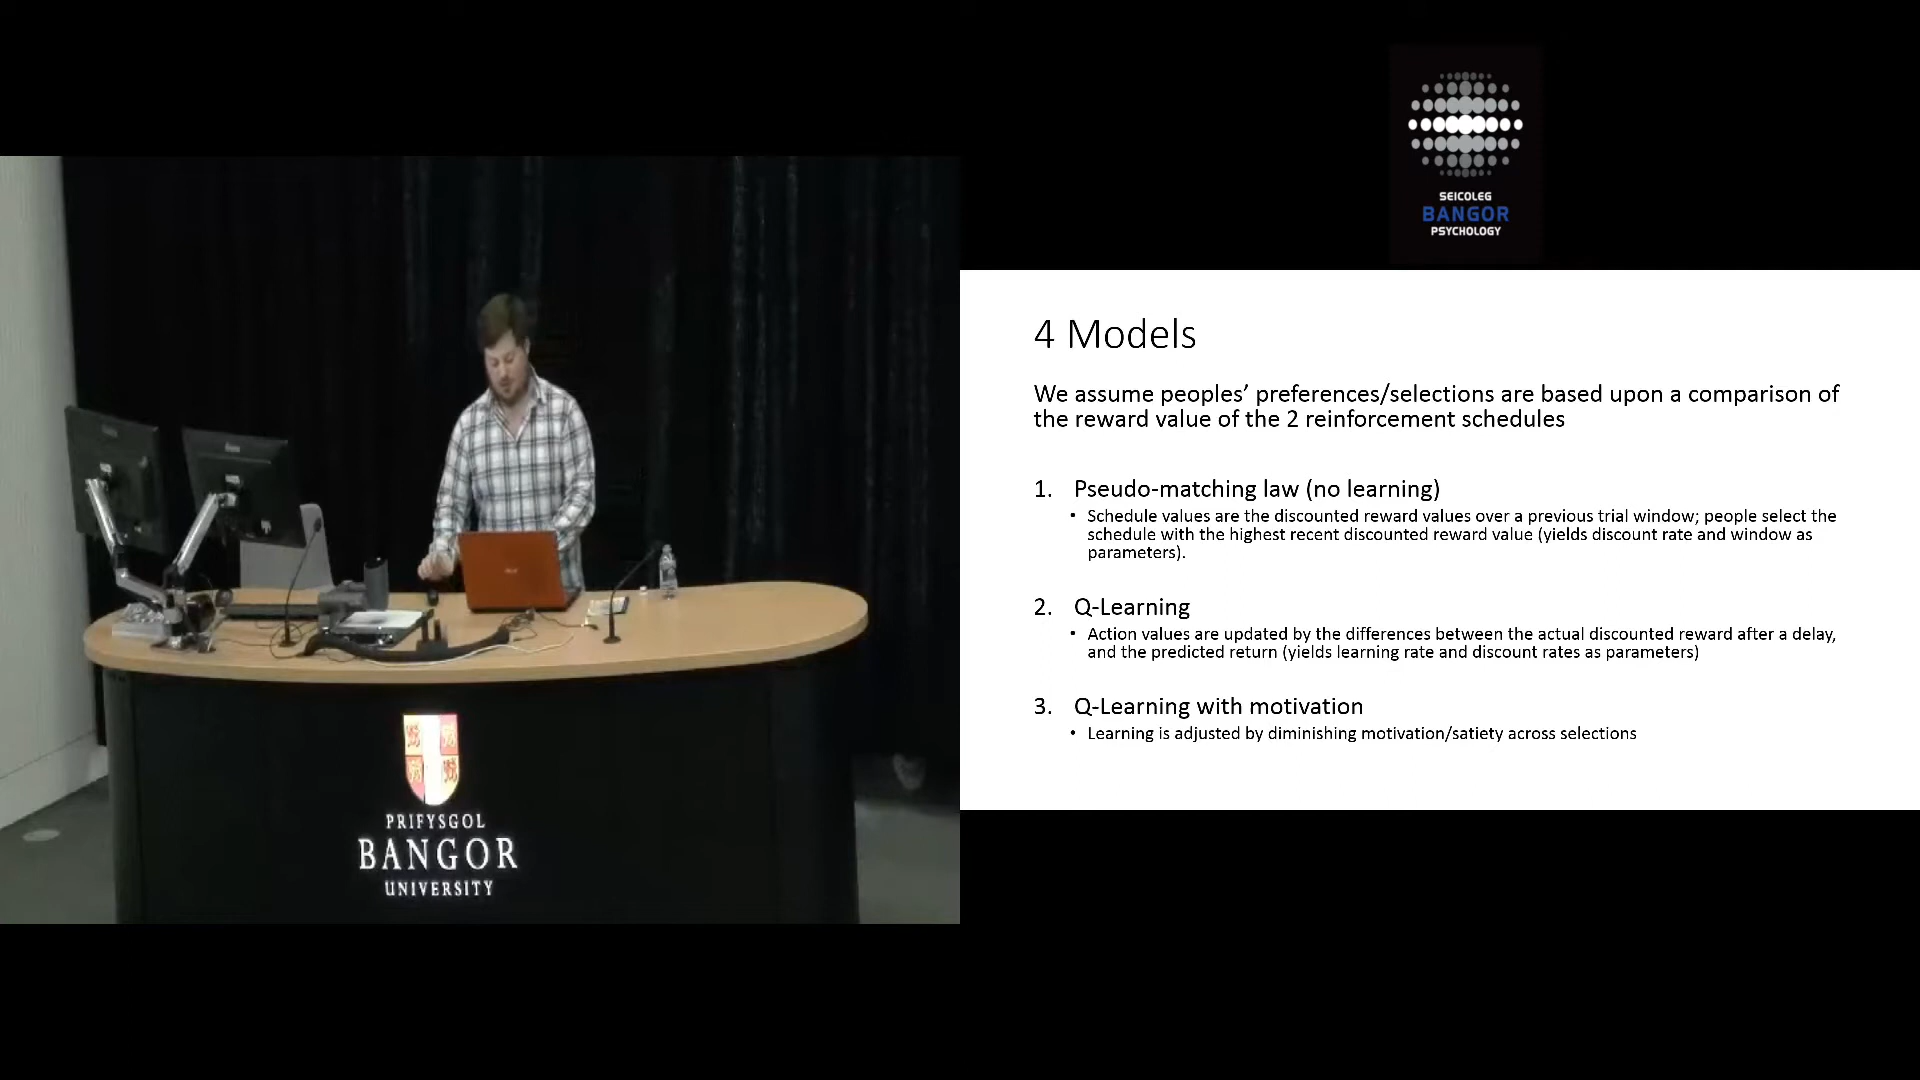 SEICOLEG
BANGOR
PSYCHOLOGY
4 Models
We assume peoples’ preferences/selections are based upon a comparison of
the reward value of the 2 reinforcement schedules
1. Pseudo-matching law (no learning)
• Schedule values are the discounted reward values over a previous trial window; people select the
schedule with the highest recent discounted reward value (yields discount rate and window as
parameters).
2. Q-Learning
• Action values are updated by the differences between the actual discounted reward after a delay,
and the predicted return (yields learning rate and discount rates as parameters)
3. Q-Learning with motivation
• Learning is adjusted by diminishing motivation/satiety across selections
PRIFYSGOL
BANGOR
UNIVERSITY